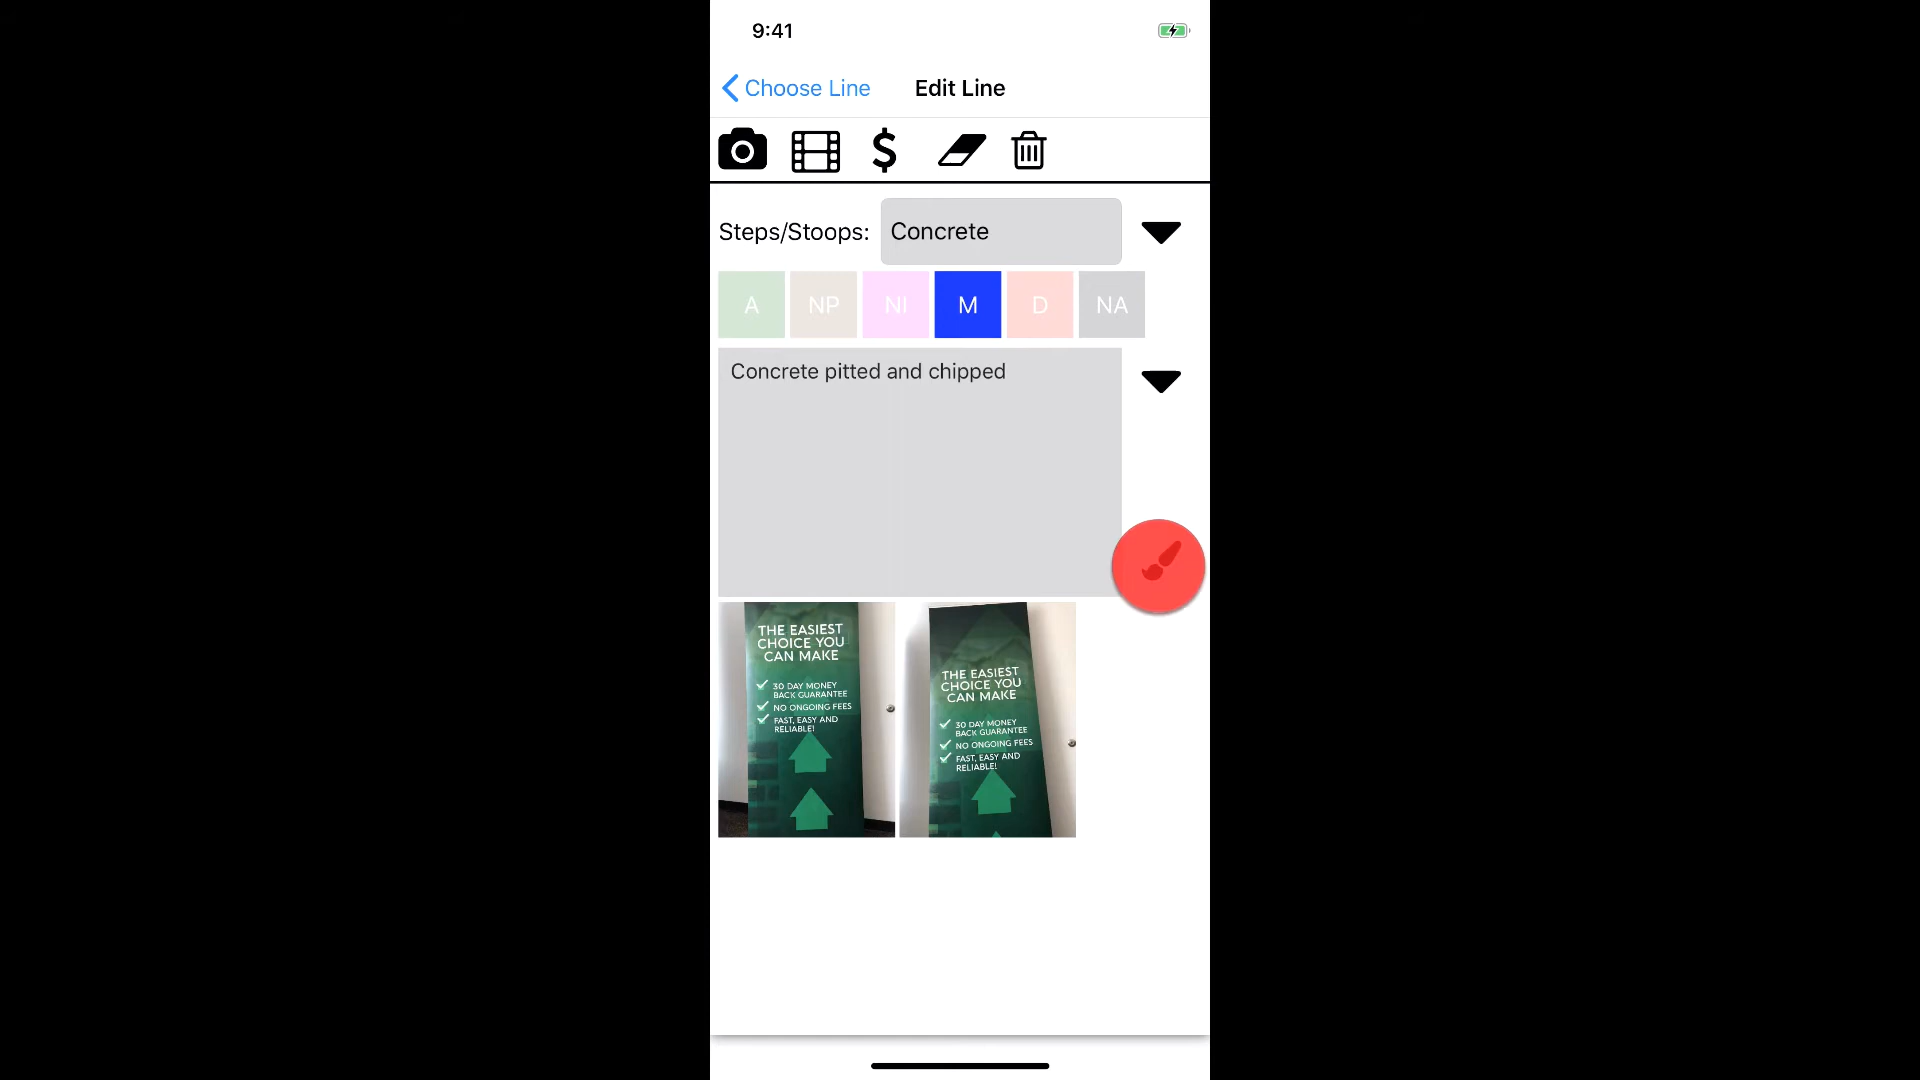 9:41
Choose Line
Edit Line
Steps/Stoops:
Concrete
A
NP
NI
M
D
NA
Concrete pitted and chipped
THE EASIEST
CHOICE YOU
CAN MAKE
30 DAY MONEY
BACK GUARANTEE
NO ONGOING FEES
FAST, EASY AND
RELIABLE!
THE EASIEST
CHOICE YOU
CAN MAKE
30 DAY MONEY
BACK GUARANTEE
NO ONGOING FEES
FAST, EASY AND
RELIABLE!